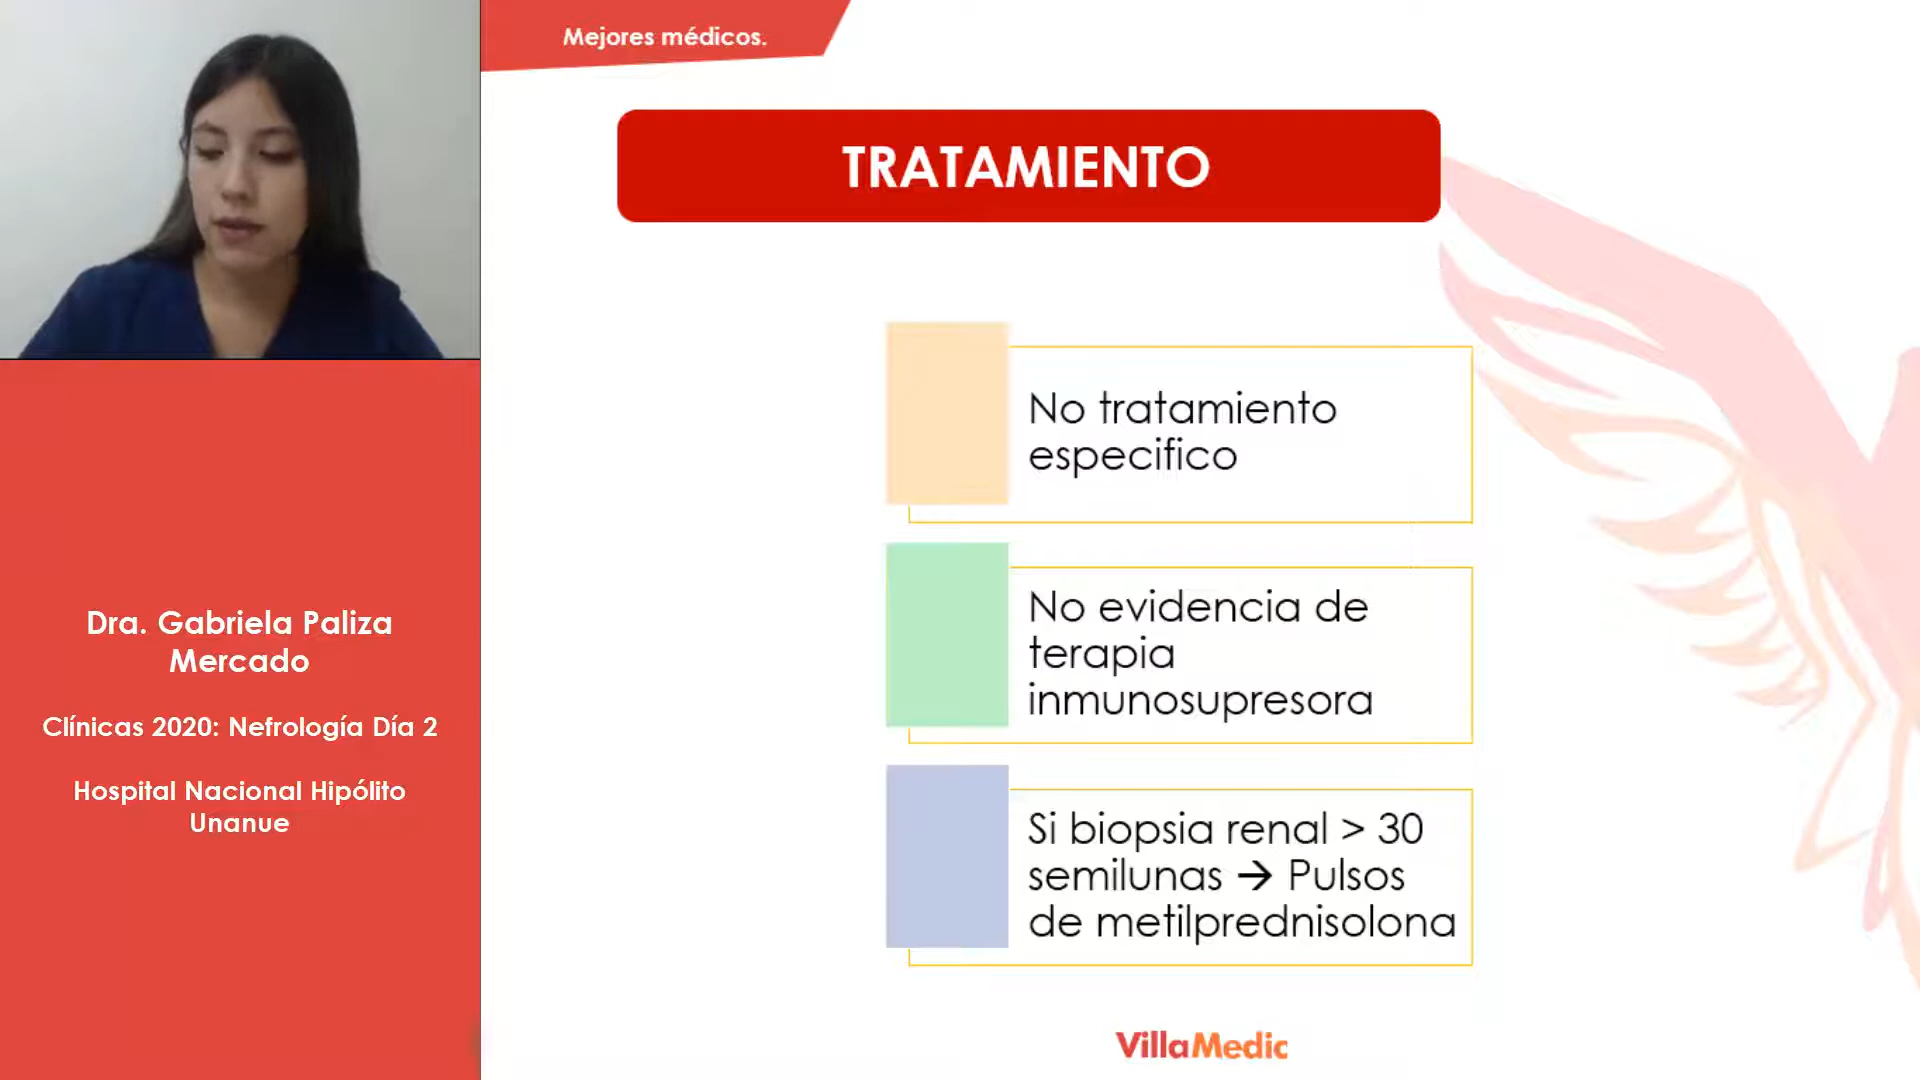 Mejores médicos.
TRATAMIENTO
No tratamiento
especifico
No evidencia de
terapia
inmunosupresora
Si biopsia renal > 30
semilunas → Pulsos
de metilprednisolona
Dra. Gabriela Paliza
Mercado
Clínicas 2020: Nefrología Día 2
Hospital Nacional Hipólito
Unanue
VillaMedic